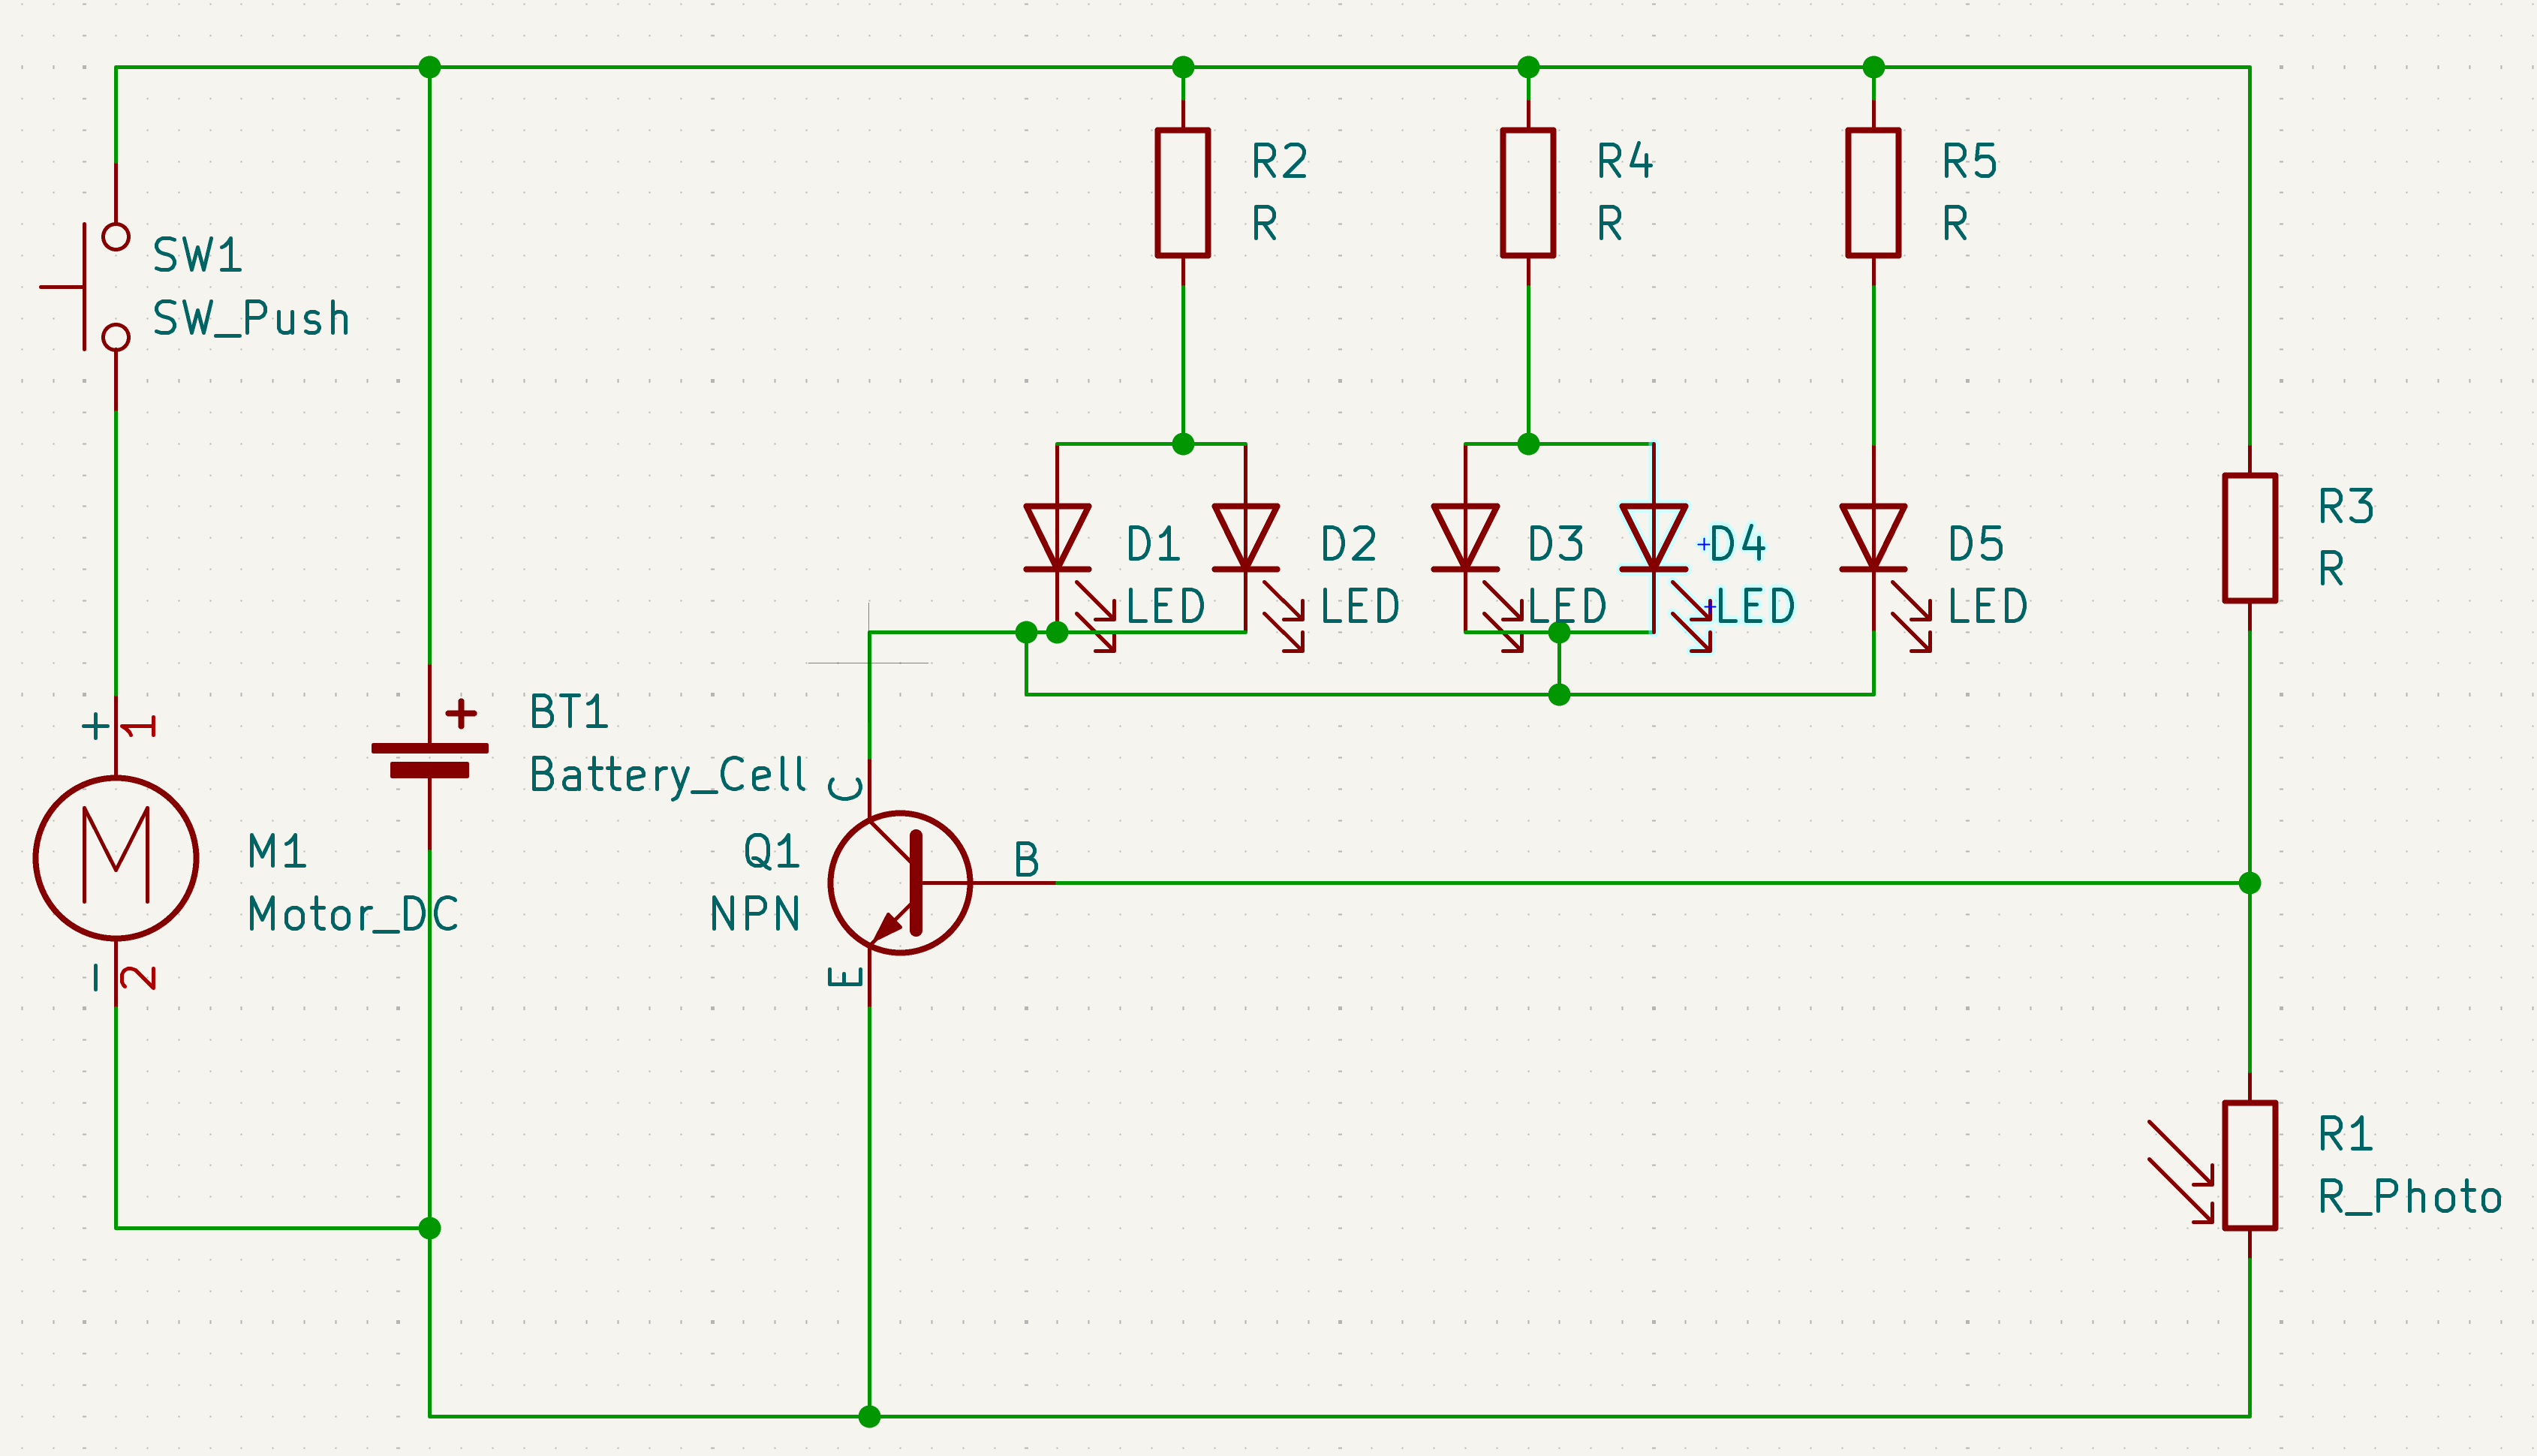 R2
R
R4
R
R5
R
SW1
SW_Push
R3
R
D1
LED
D2
LED
D3
LED
D4
LED
D5
LED
+
1
+
BT1
Battery_Cell
C
M
M1
Motor_DC
Q1
NPN
B
E
-
2
R1
R_Photo